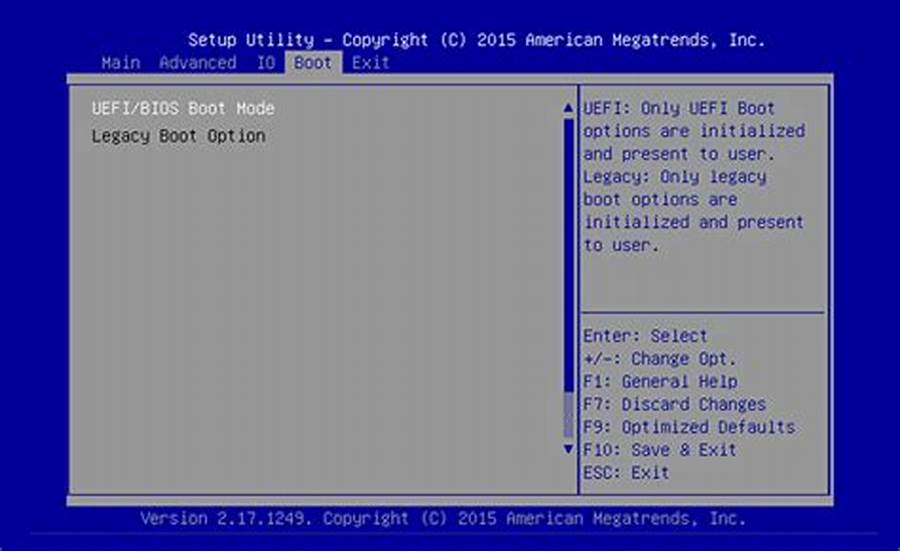 Setup Utility – Copyright (C) 2015 American Megatrends, Inc.
Main Advanced IO Boot Exit
UEFI/BIOS Boot Mode
Legacy Boot Option
UEFI: Only UEFI Boot
options are initialized
and present to user.
Legacy: Only legacy
boot options are
initialized and present
to user.
Enter: Select
+/-: Change Opt.
F1: General Help
F7: Discard Changes
F9: Optimized Defaults
F10: Save & Exit
ESC: Exit
Version 2.17.1249. Copyright (C) 2015 American Megatrends, Inc.